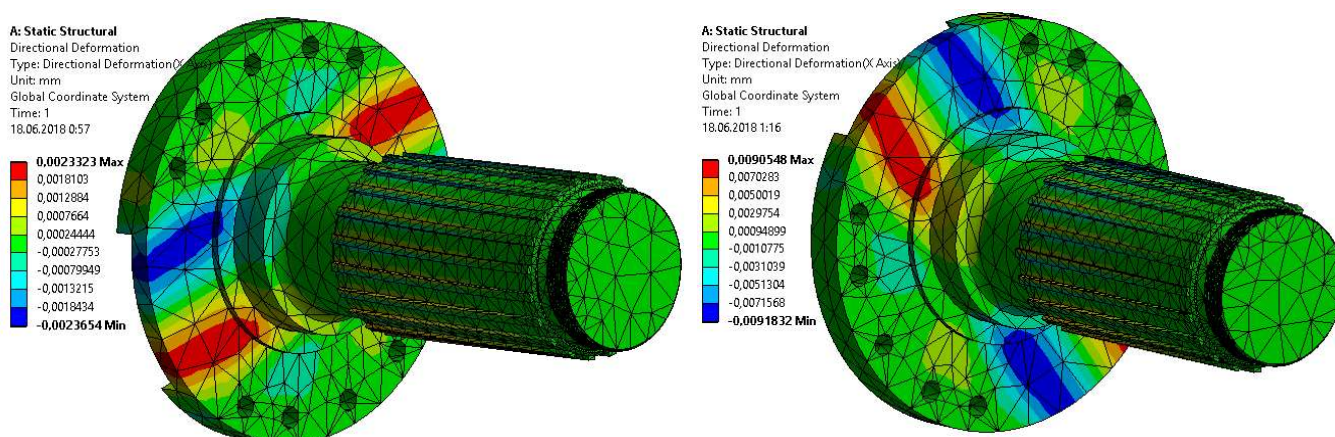 A: Static Structural
Directional Deformation
Type: Directional Deformation(X Axis)
Unit: mm
Global Coordinate System
Time: 1
18.06.2018 0:57
0,0023323 Max
0,0018103
0,0012884
0,0007664
0,00024444
-0,00027753
-0,00079949
-0,0013215
-0,0018434
-0,0023654 Min
A: Static Structural
Directional Deformation
Type: Directional Deformation(X Axis)
Unit: mm
Global Coordinate System
Time: 1
18.06.2018 1:16
0,0090548 Max
0,0070283
0,0050019
0,0029754
0,00094899
-0,0010775
-0,0031039
-0,0051304
-0,0071568
-0,0091832 Min